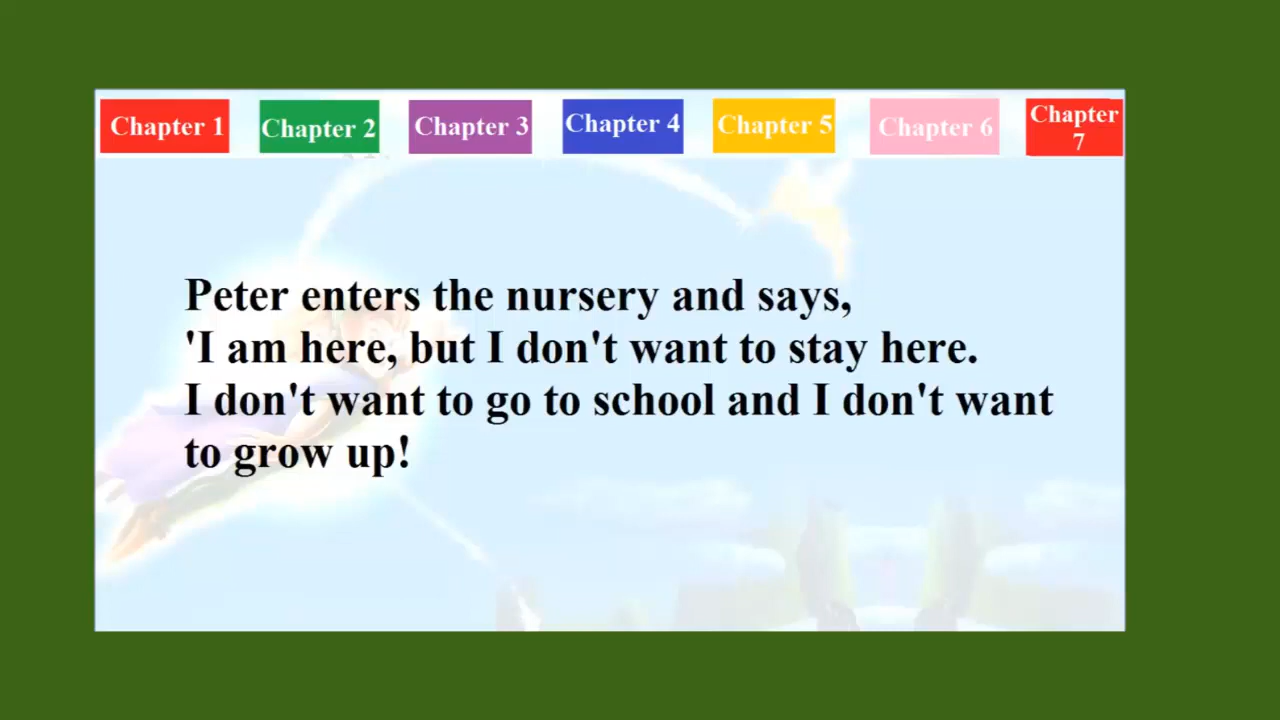 Chapter 1
Chapter 2
Chapter 3
Chapter 4
Chapter 5
Chapter 6
Chapter
7
Peter enters the nursery and says,
'I am here, but I don't want to stay here.
I don't want to go to school and I don't want
to grow up!